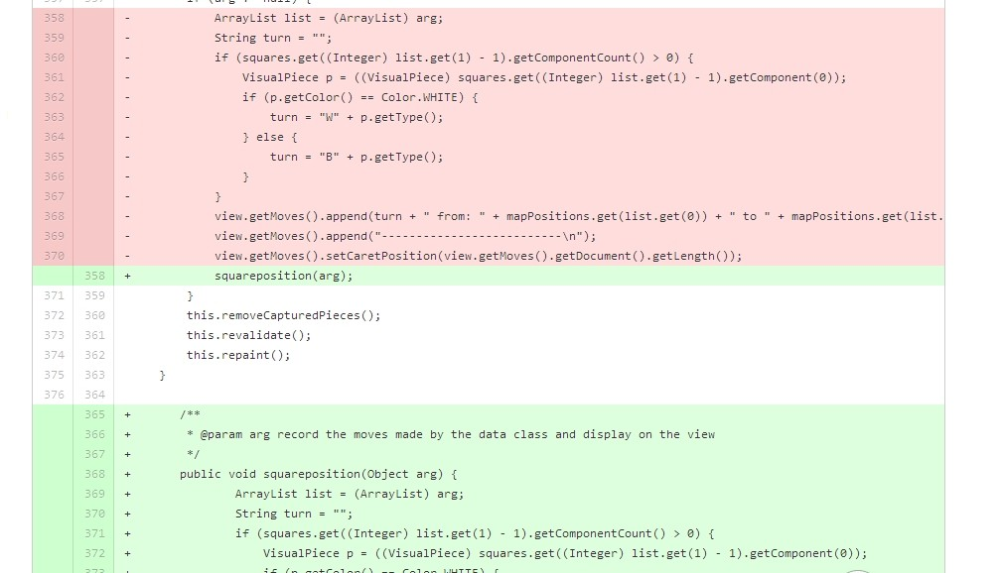 358 - ArrayList list = (ArrayList) arg;
359 - String turn = "";
360 - if (squares.get((Integer) list.get(1) - 1).getComponentCount() > 0) {
361 - VisualPiece p = ((VisualPiece) squares.get((Integer) list.get(1) - 1).getComponent(0));
362 - if (p.getColor() == Color.WHITE) {
363 - turn = "W" + p.getType();
364 - } else {
365 - turn = "B" + p.getType();
366 - }
367 - }
368 - view.getMoves().append(turn + " from: " + mapPositions.get(list.get(0)) + " to " + mapPositions.get(list.
369 - view.getMoves().append("--------------------------\n");
370 - view.getMoves().setCaretPosition(view.getMoves().getDocument().getLength());
358 + squareposition(arg);
371 359 }
372 360 this.removeCapturedPieces();
373 361 this.revalidate();
374 362 this.repaint();
375 363 }
376 364
365 + /**
366 + * @param arg record the moves made by the data class and display on the view
367 + */
368 + public void squareposition(Object arg) {
369 + ArrayList list = (ArrayList) arg;
370 + String turn = "";
371 + if (squares.get((Integer) list.get(1) - 1).getComponentCount() > 0) {
372 + VisualPiece p = ((VisualPiece) squares.get((Integer) list.get(1) - 1).getComponent(0));
373 + if (p.getColor() == Color.WHITE) {